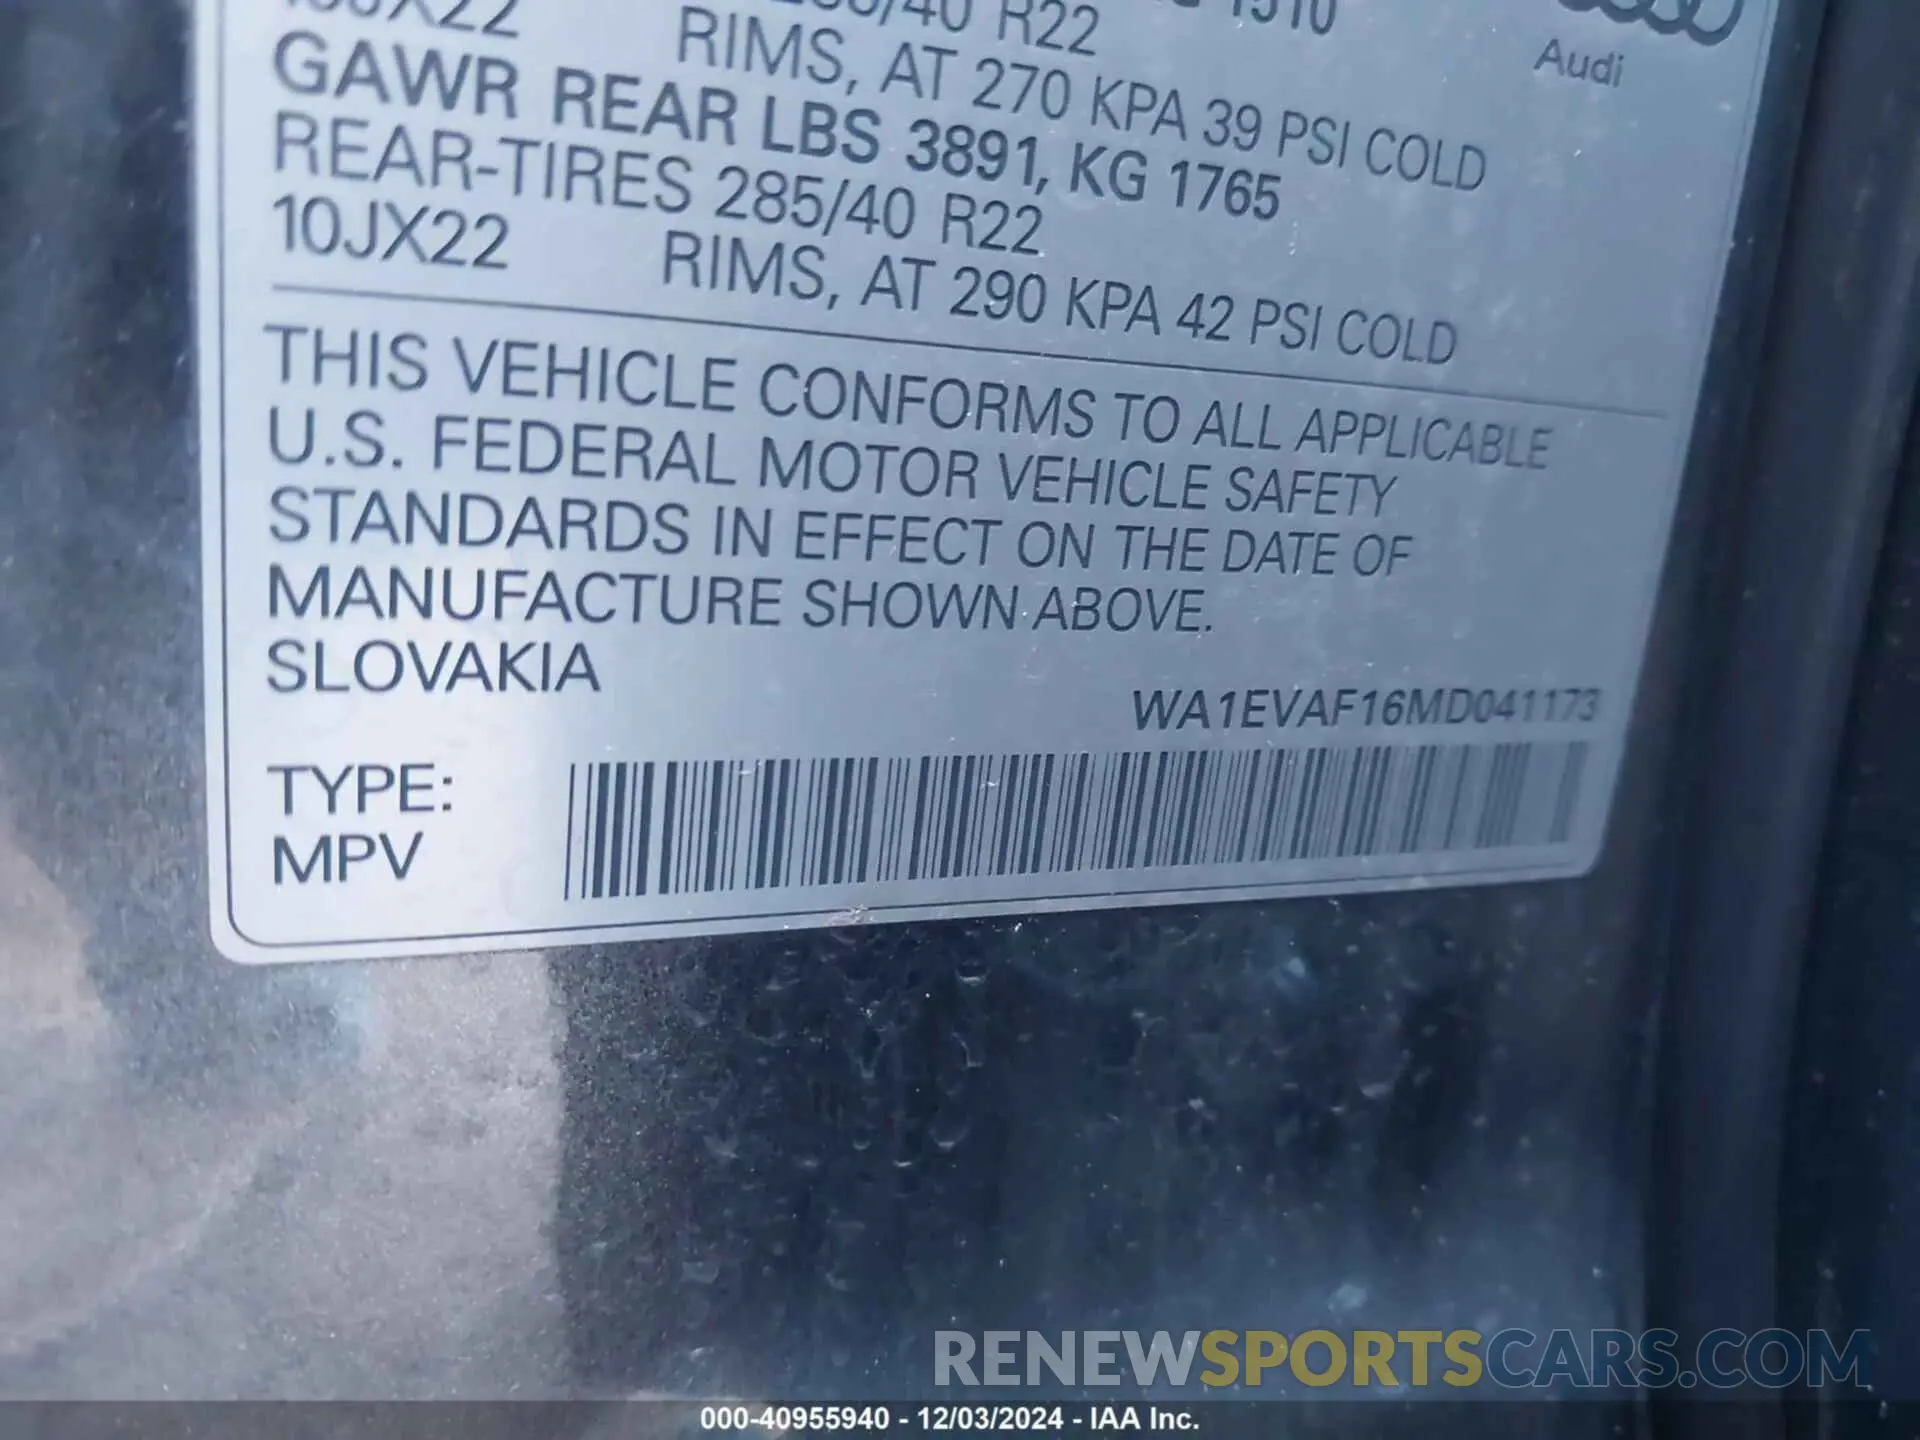 R22
Audi
RIMS, AT 270 KPA 39 PSI COLD
GAWR REAR LBS 3891, KG 1765
REAR-TIRES 285/40 R22
10JX22 RIMS, AT 290 KPA 42 PSI COLD
THIS VEHICLE CONFORMS TO ALL APPLICABLE
U.S. FEDERAL MOTOR VEHICLE SAFETY
STANDARDS IN EFFECT ON THE DATE OF
MANUFACTURE SHOWN ABOVE.
SLOVAKIA
WA1EVAF16MD041173
TYPE:
MPV
RENEWSPORTSCARS.COM
000-40955940 - 12/03/2024 - IAA Inc.